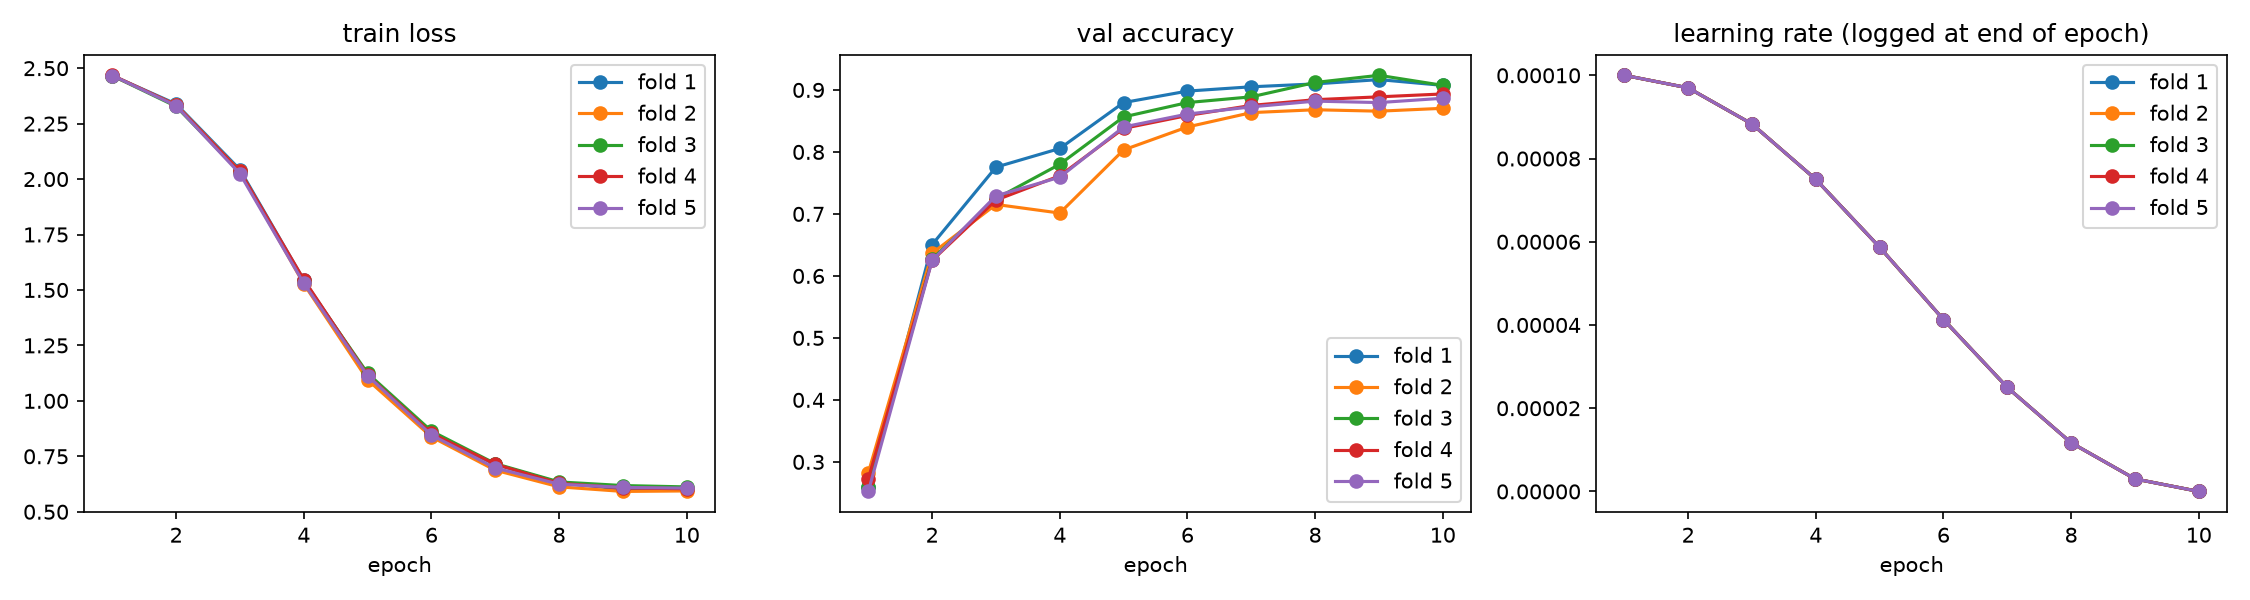 train loss
2.50
2.25
2.00
1.75
1.50
1.25
1.00
0.75
0.50
2 4 6 8 10
epoch
fold 1
fold 2
fold 3
fold 4
fold 5
val accuracy
0.9
0.8
0.7
0.6
0.5
0.4
0.3
2 4 6 8 10
epoch
fold 1
fold 2
fold 3
fold 4
fold 5
learning rate (logged at end of epoch)
0.00010
0.00008
0.00006
0.00004
0.00002
0.00000
2 4 6 8 10
epoch
fold 1
fold 2
fold 3
fold 4
fold 5